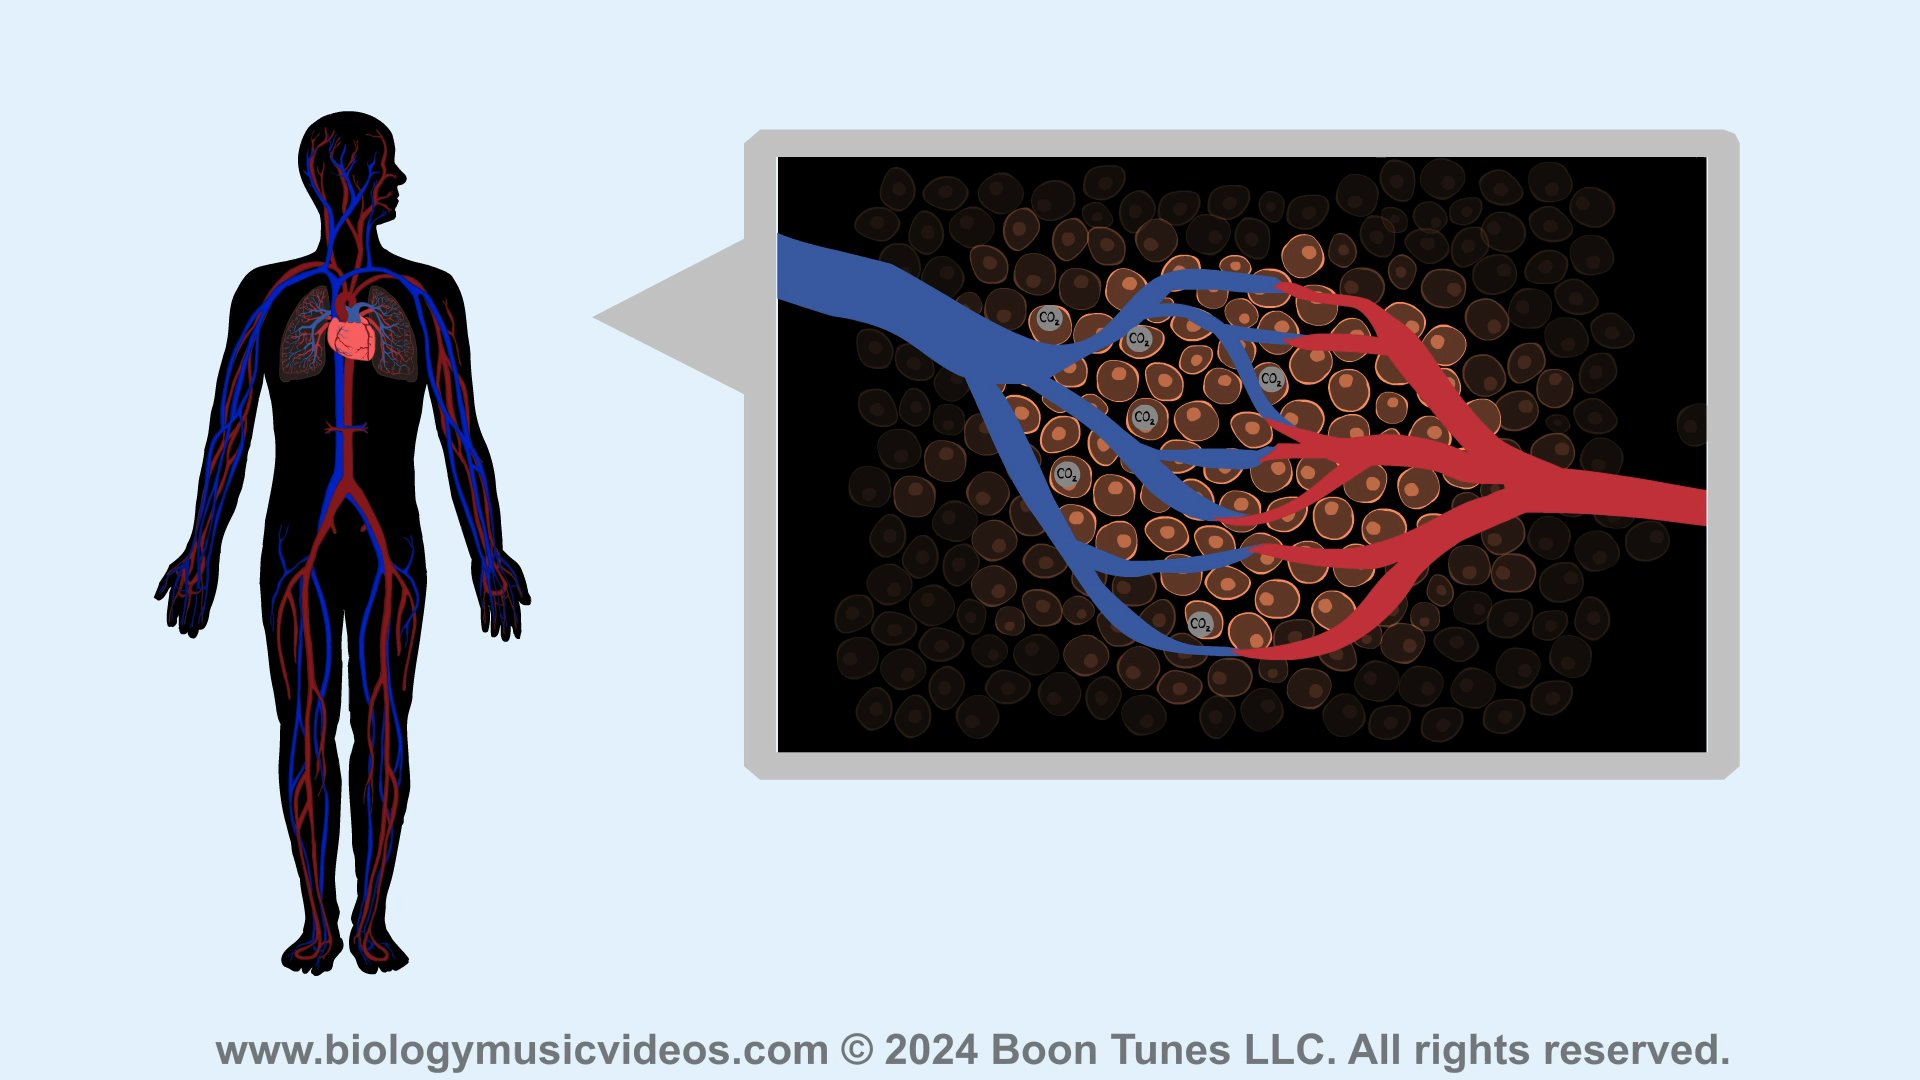 CO₂
CO₂
CO₂
CO₂
CO₂
CO₂
www.biologymusicvideos.com © 2024 Boon Tunes LLC. All rights reserved.